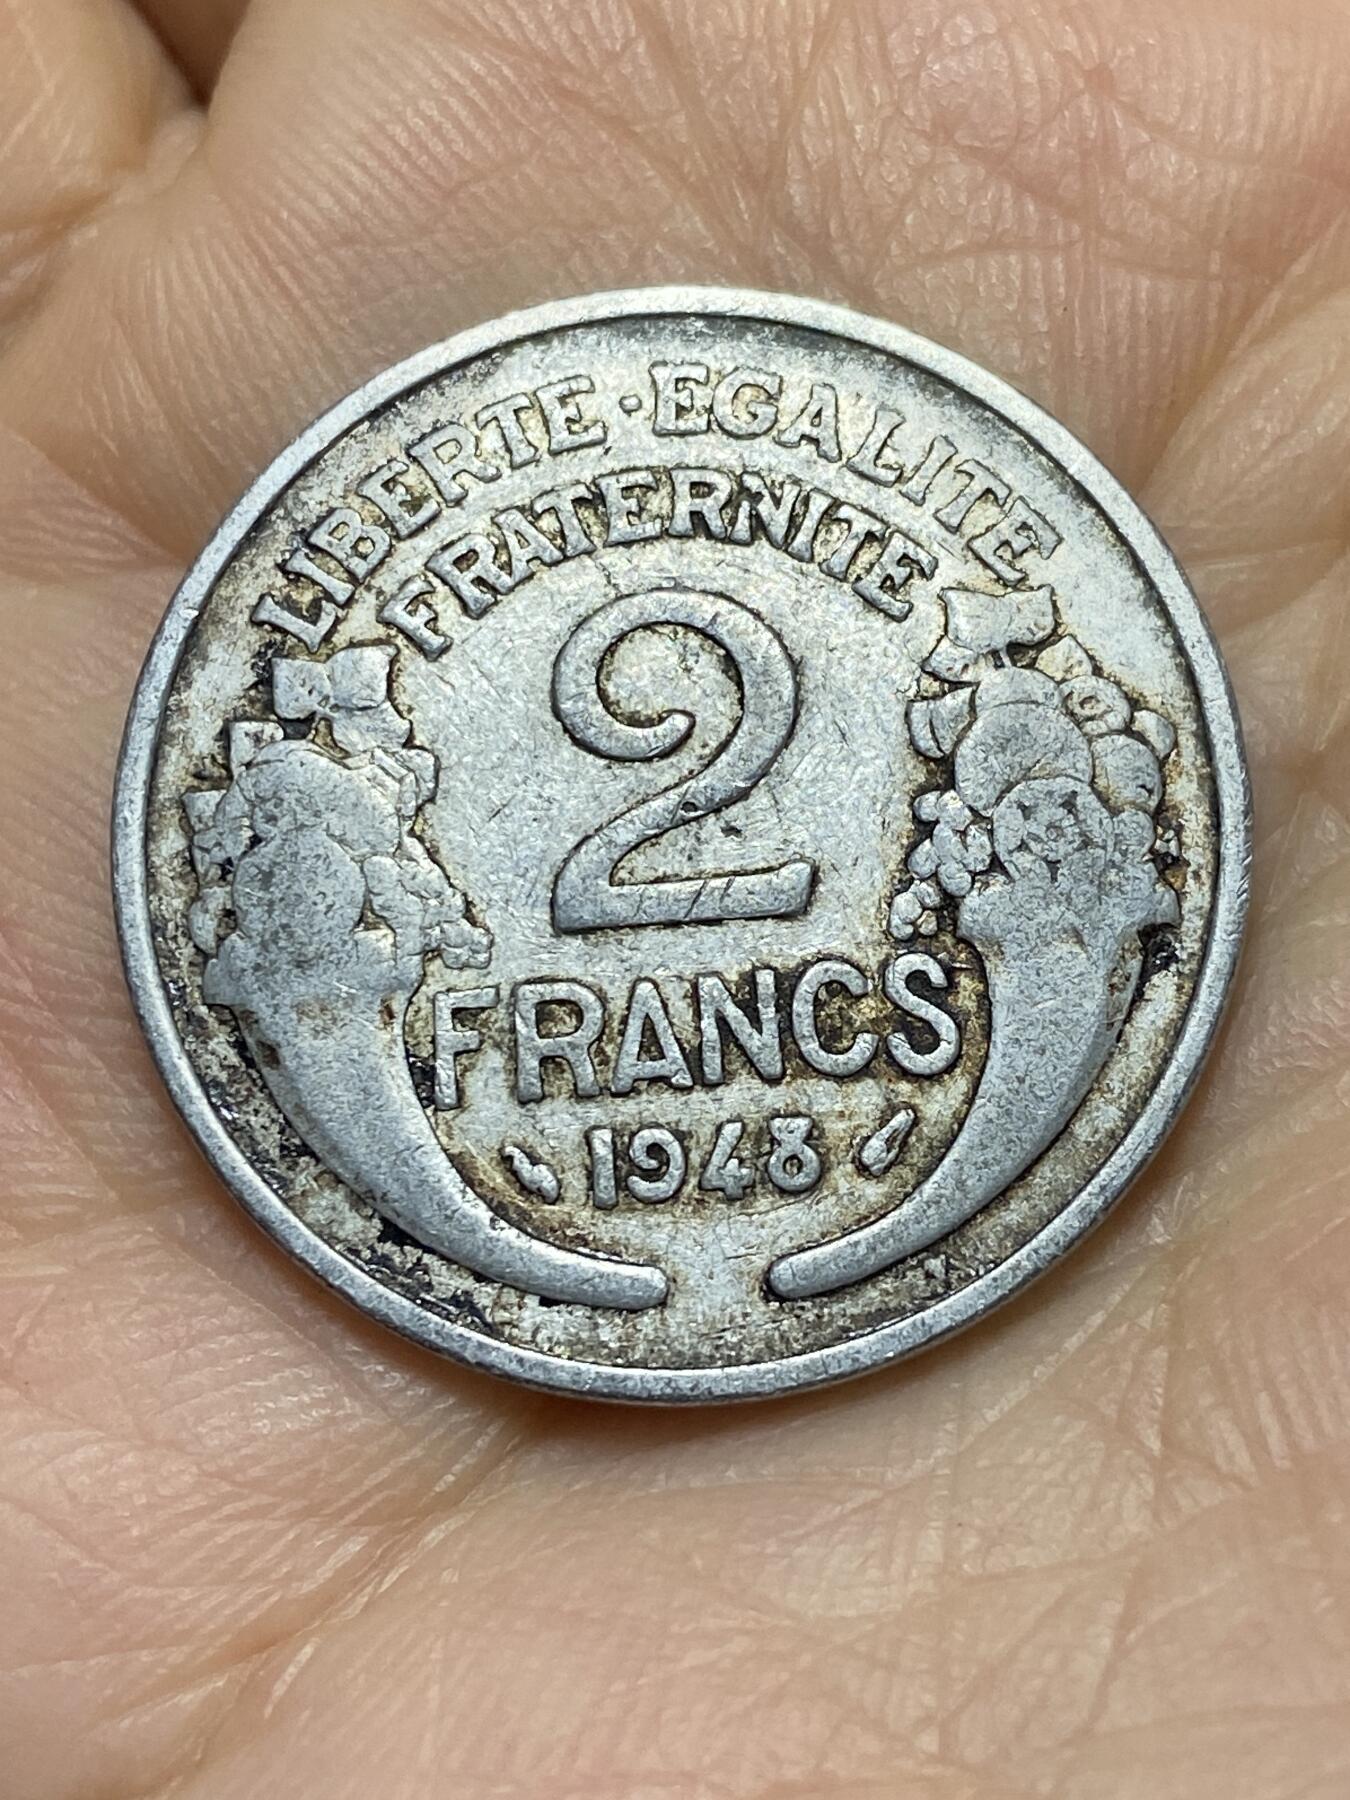 LIBERTE · EGALITE
FRATERNITE
2
FRANCS
1948